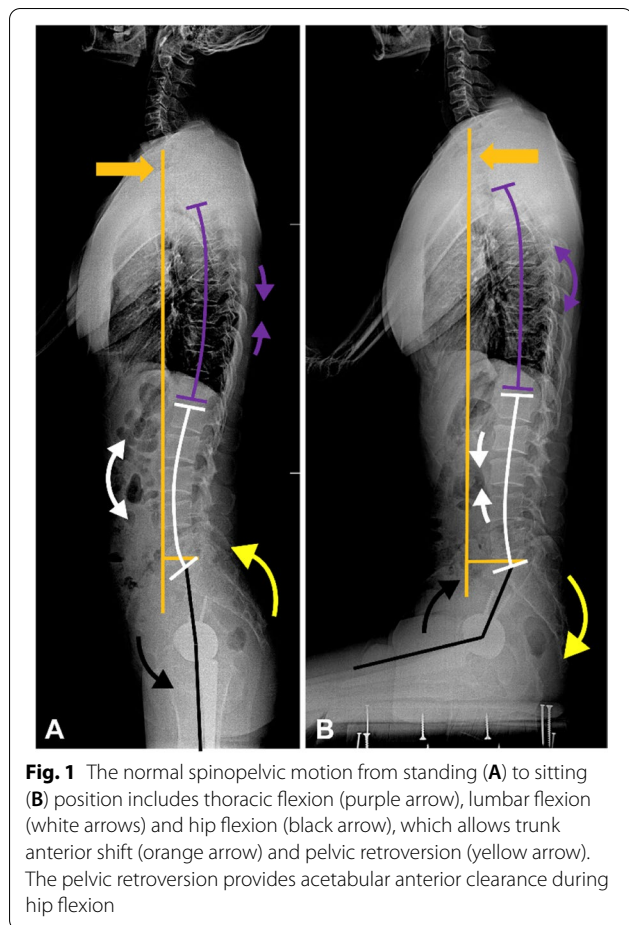 A
B
Fig. 1 The normal spinopelvic motion from standing (A) to sitting
(B) position includes thoracic flexion (purple arrow), lumbar flexion
(white arrows) and hip flexion (black arrow), which allows trunk
anterior shift (orange arrow) and pelvic retroversion (yellow arrow).
The pelvic retroversion provides acetabular anterior clearance during
hip flexion